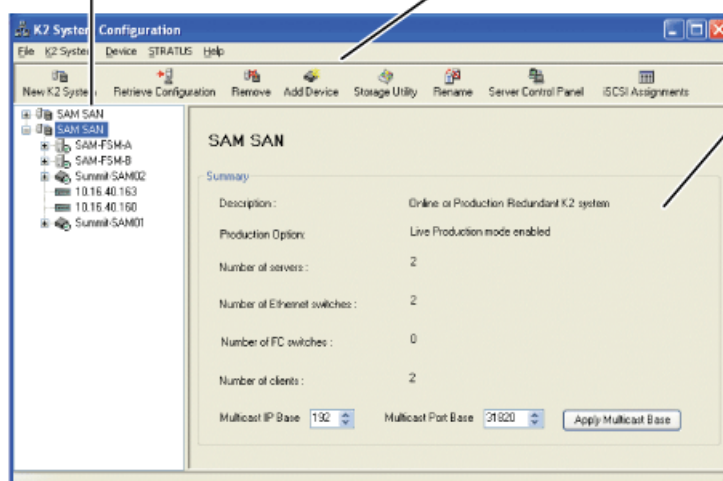 K2 System Configuration
File K2 System Device STRATUS Help
New K2 System Retrieve Configuration Remove Add Device Storage Utility Rename Server Control Panel iSCSI Assignments
SAM SAN
SAM SAN
SAM-FSM-A
SAM-FSM-B
Summit-SAM02
10.16.40.163
10.16.40.160
Summit-SAM01
SAM SAN
Summary
Description : Online or Production Redundant K2 system
Production Option: Live Production mode enabled
Number of servers : 2
Number of Ethernet switches : 2
Number of FC switches : 0
Number of clients : 2
Multicast IP Base 192 Multicast Port Base 31820 Apply Multicast Base